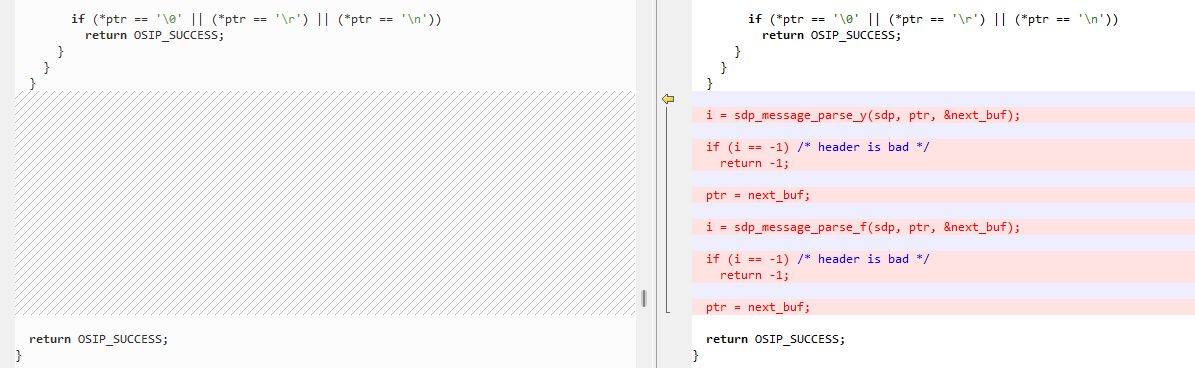 if (*ptr == '\0' || (*ptr == '\r') || (*ptr == '\n'))
return OSIP_SUCCESS;
}
}
}
return OSIP_SUCCESS;
}
if (*ptr == '\0' || (*ptr == '\r') || (*ptr == '\n'))
return OSIP_SUCCESS;
}
}
}
i = sdp_message_parse_y(sdp, ptr, &next_buf);
if (i == -1) /* header is bad */
return -1;
ptr = next_buf;
i = sdp_message_parse_f(sdp, ptr, &next_buf);
if (i == -1) /* header is bad */
return -1;
ptr = next_buf;
return OSIP_SUCCESS;
}